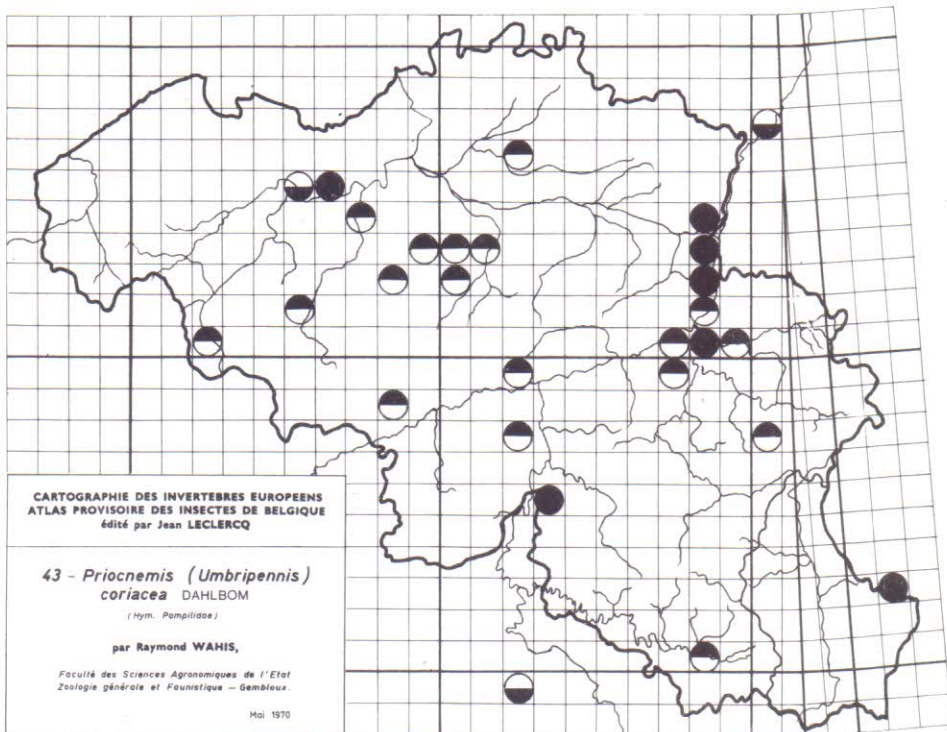 CARTOGRAPHIE DES INVERTEBRES EUROPEENS
ATLAS PROVISOIRE DES INSECTES DE BELGIQUE
édité par Jean LECLERCQ
43 - Priocnemis (Umbripennis)
coriacea DAHLBOM
(Hym. Pompilidae)
par Raymond WAHIS,
Faculté des Sciences Agronomiques de l'Etat
Zoologie générale et Faunistique — Gembloux.
Mai 1970